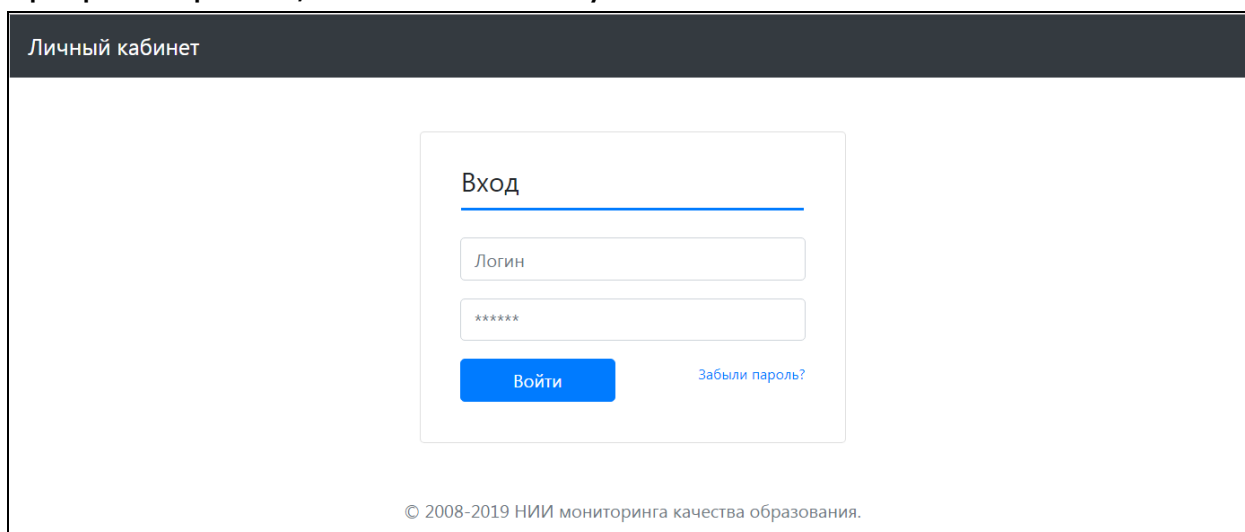 Личный кабинет
Вход
Логин
******
Войти
Забыли пароль?
© 2008-2019 НИИ мониторинга качества образования.